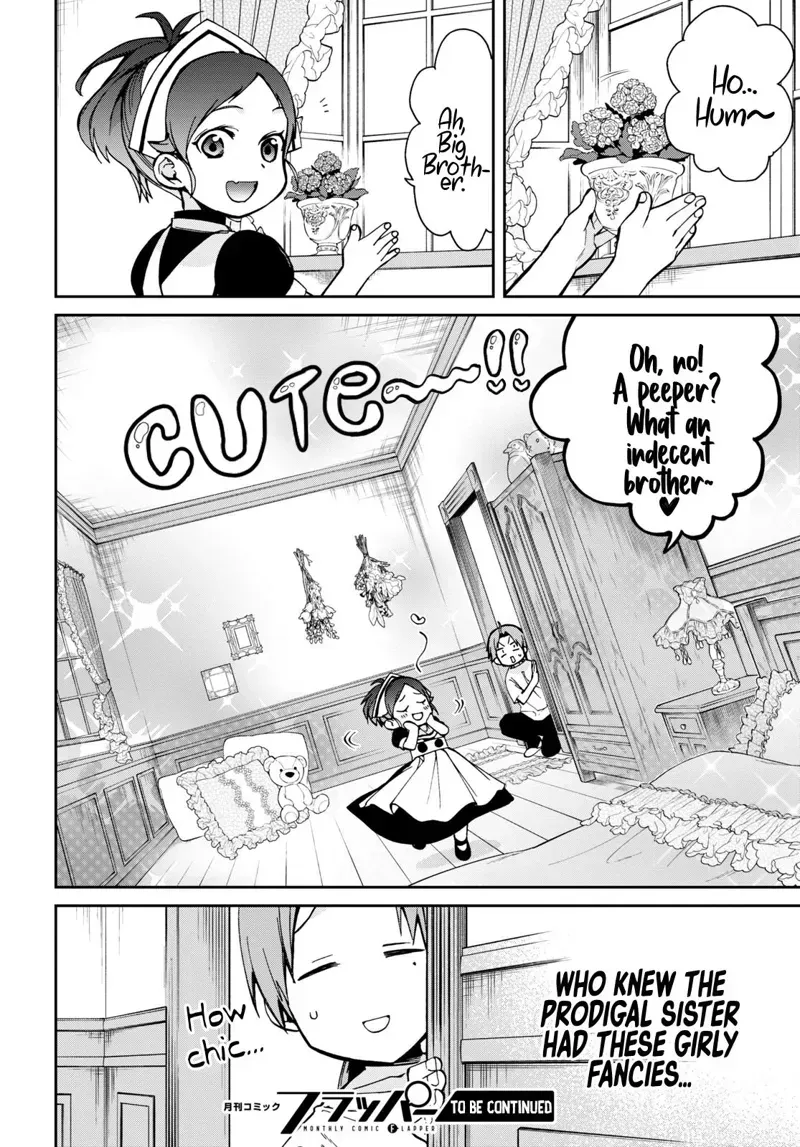 Ho...
Hum~
Ah,
Big
Broth-
er.
Oh, no!
A peeper?
What an
indecent
brother~
♥
CUTe~!!
How
chic...
WHO KNEW THE
PRODIGAL SISTER
HAD THESE GIRLY
FANCIES...
月刊コミック
フラッパー
MONTHLY COMIC FLAPPER
TO BE CONTINUED